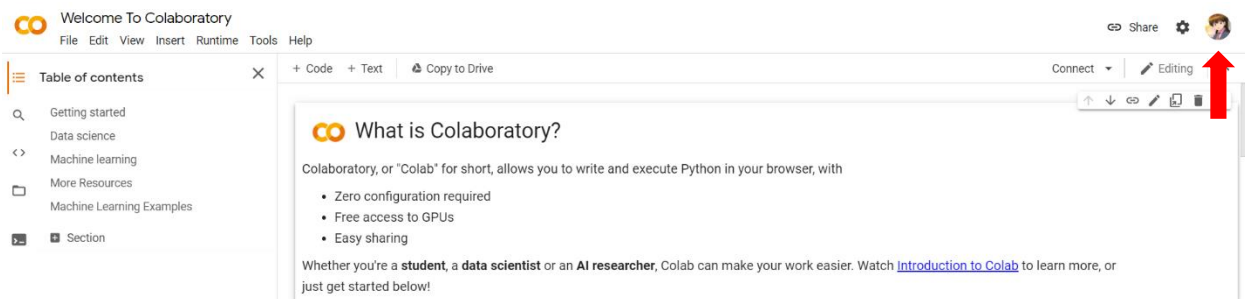 Welcome To Colaboratory
File Edit View Insert Runtime Tools Help
Share
Table of contents
+ Code + Text Copy to Drive
Connect Editing
Getting started
Data science
Machine learning
More Resources
Machine Learning Examples
Section
What is Colaboratory?
Colaboratory, or "Colab" for short, allows you to write and execute Python in your browser, with
• Zero configuration required
• Free access to GPUs
• Easy sharing
Whether you're a student, a data scientist or an AI researcher, Colab can make your work easier. Watch Introduction to Colab to learn more, or
just get started below!